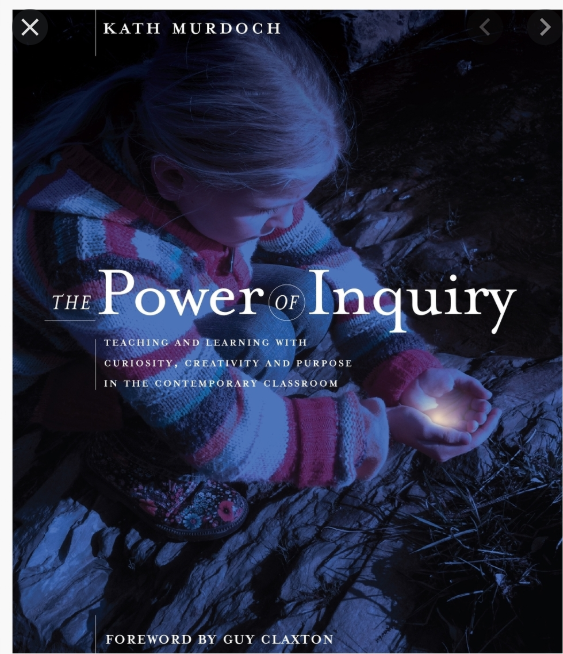 KATH MURDOCH
THE Power OF Inquiry
TEACHING AND LEARNING WITH
CURIOSITY, CREATIVITY AND PURPOSE
IN THE CONTEMPORARY CLASSROOM
FOREWORD BY GUY CLAXTON